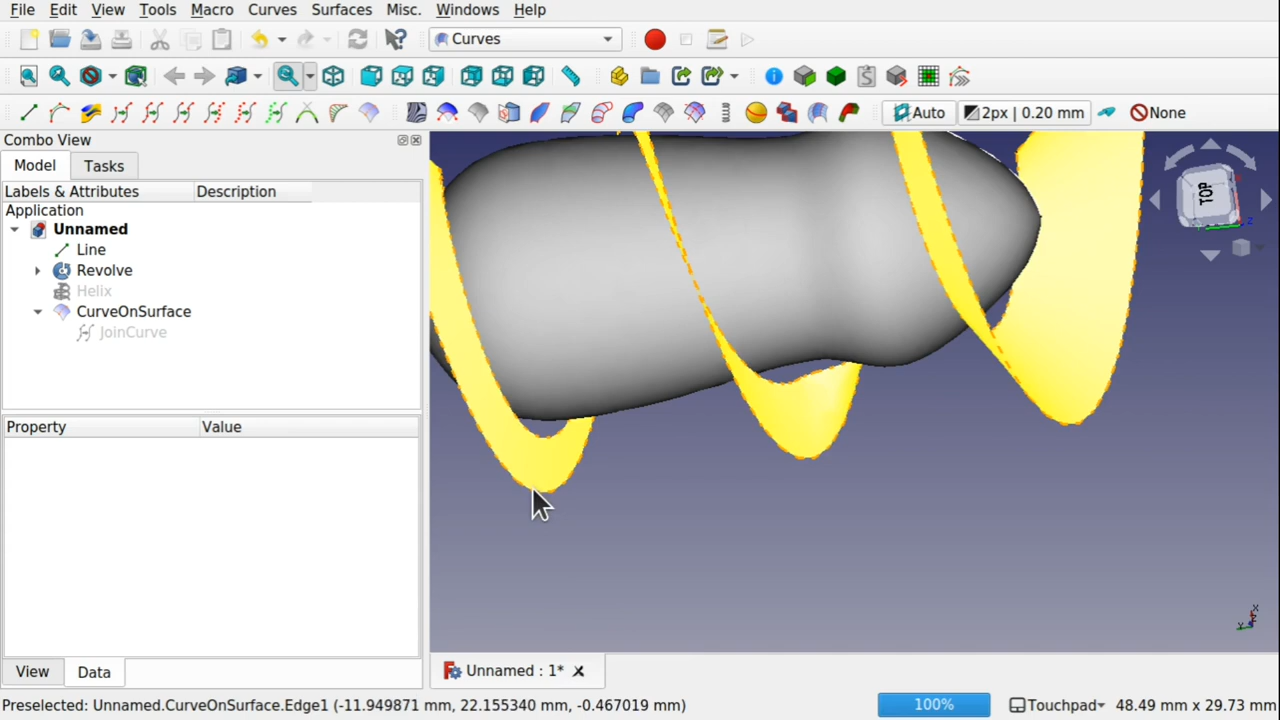 File Edit View Tools Macro Curves Surfaces Misc. Windows Help
Curves
Auto 2px | 0.20 mm None
Combo View
Model Tasks
Labels & Attributes Description
Application
Unnamed
Line
Revolve
Helix
CurveOnSurface
JoinCurve
Property Value
View Data
TOP
Z
X
Y
Z
Unnamed : 1*
Preselected: Unnamed.CurveOnSurface.Edge1 (-11.949871 mm, 22.155340 mm, -0.467019 mm) 100% Touchpad 48.49 mm x 29.73 mm